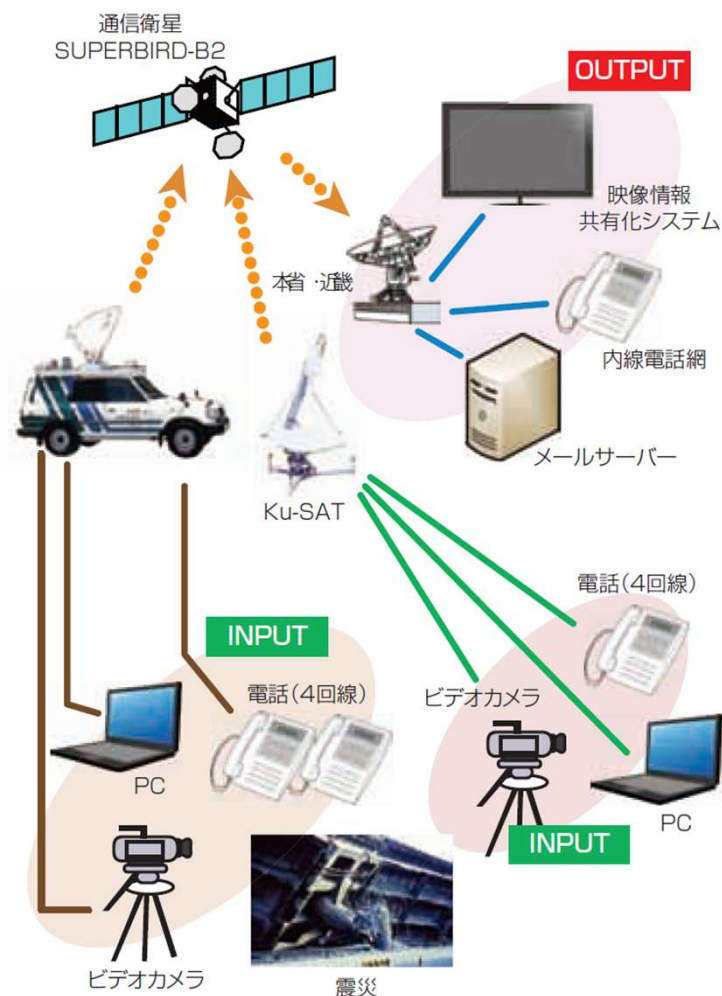 通信衛星
SUPERBIRD-B2
OUTPUT
映像情報
共有化システム
本省・近畿
内線電話網
メールサーバー
Ku-SAT
電話(4回線)
INPUT
ビデオカメラ
電話(4回線)
PC
PC
INPUT
ビデオカメラ
震災